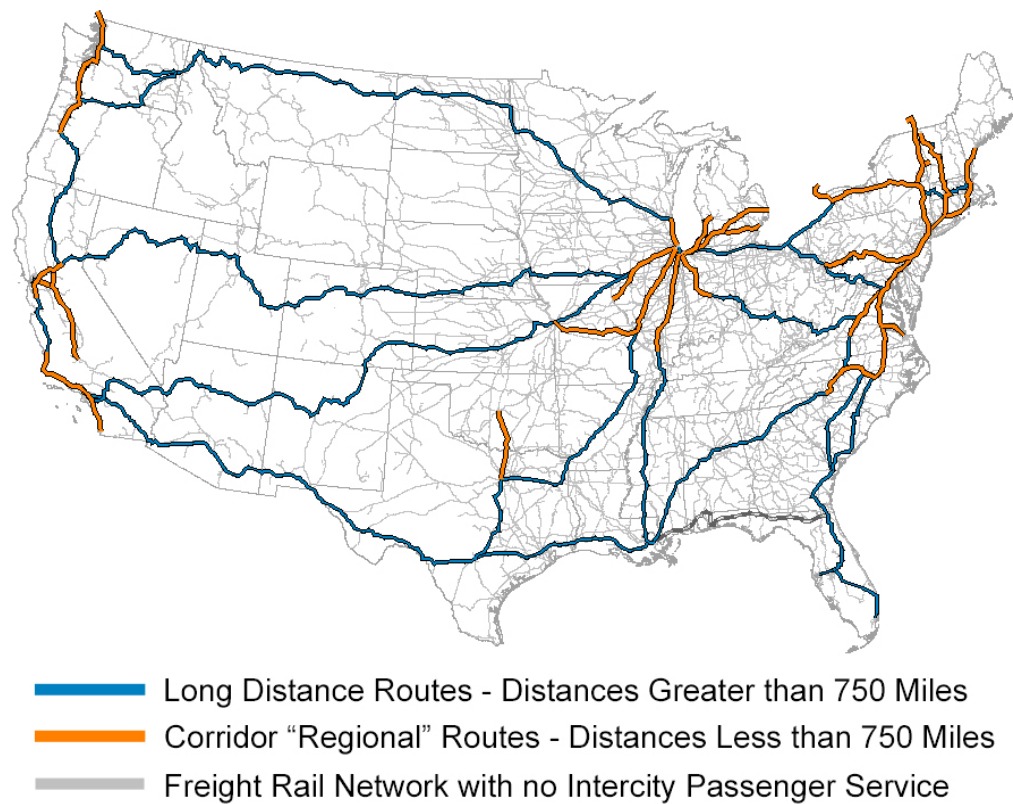 Long Distance Routes - Distances Greater than 750 Miles
Corridor “Regional” Routes - Distances Less than 750 Miles
Freight Rail Network with no Intercity Passenger Service